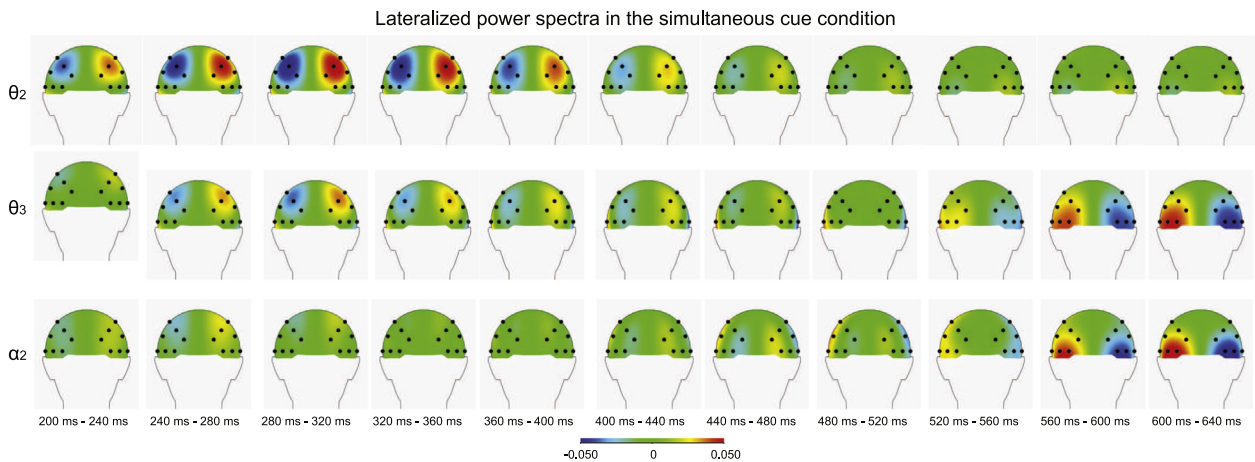 Lateralized power spectra in the simultaneous cue condition
θ2
θ3
α2
200 ms - 240 ms 240 ms - 280 ms 280 ms - 320 ms 320 ms - 360 ms 360 ms - 400 ms 400 ms - 440 ms 440 ms - 480 ms 480 ms - 520 ms 520 ms - 560 ms 560 ms - 600 ms 600 ms - 640 ms
-0.050 0 0.050